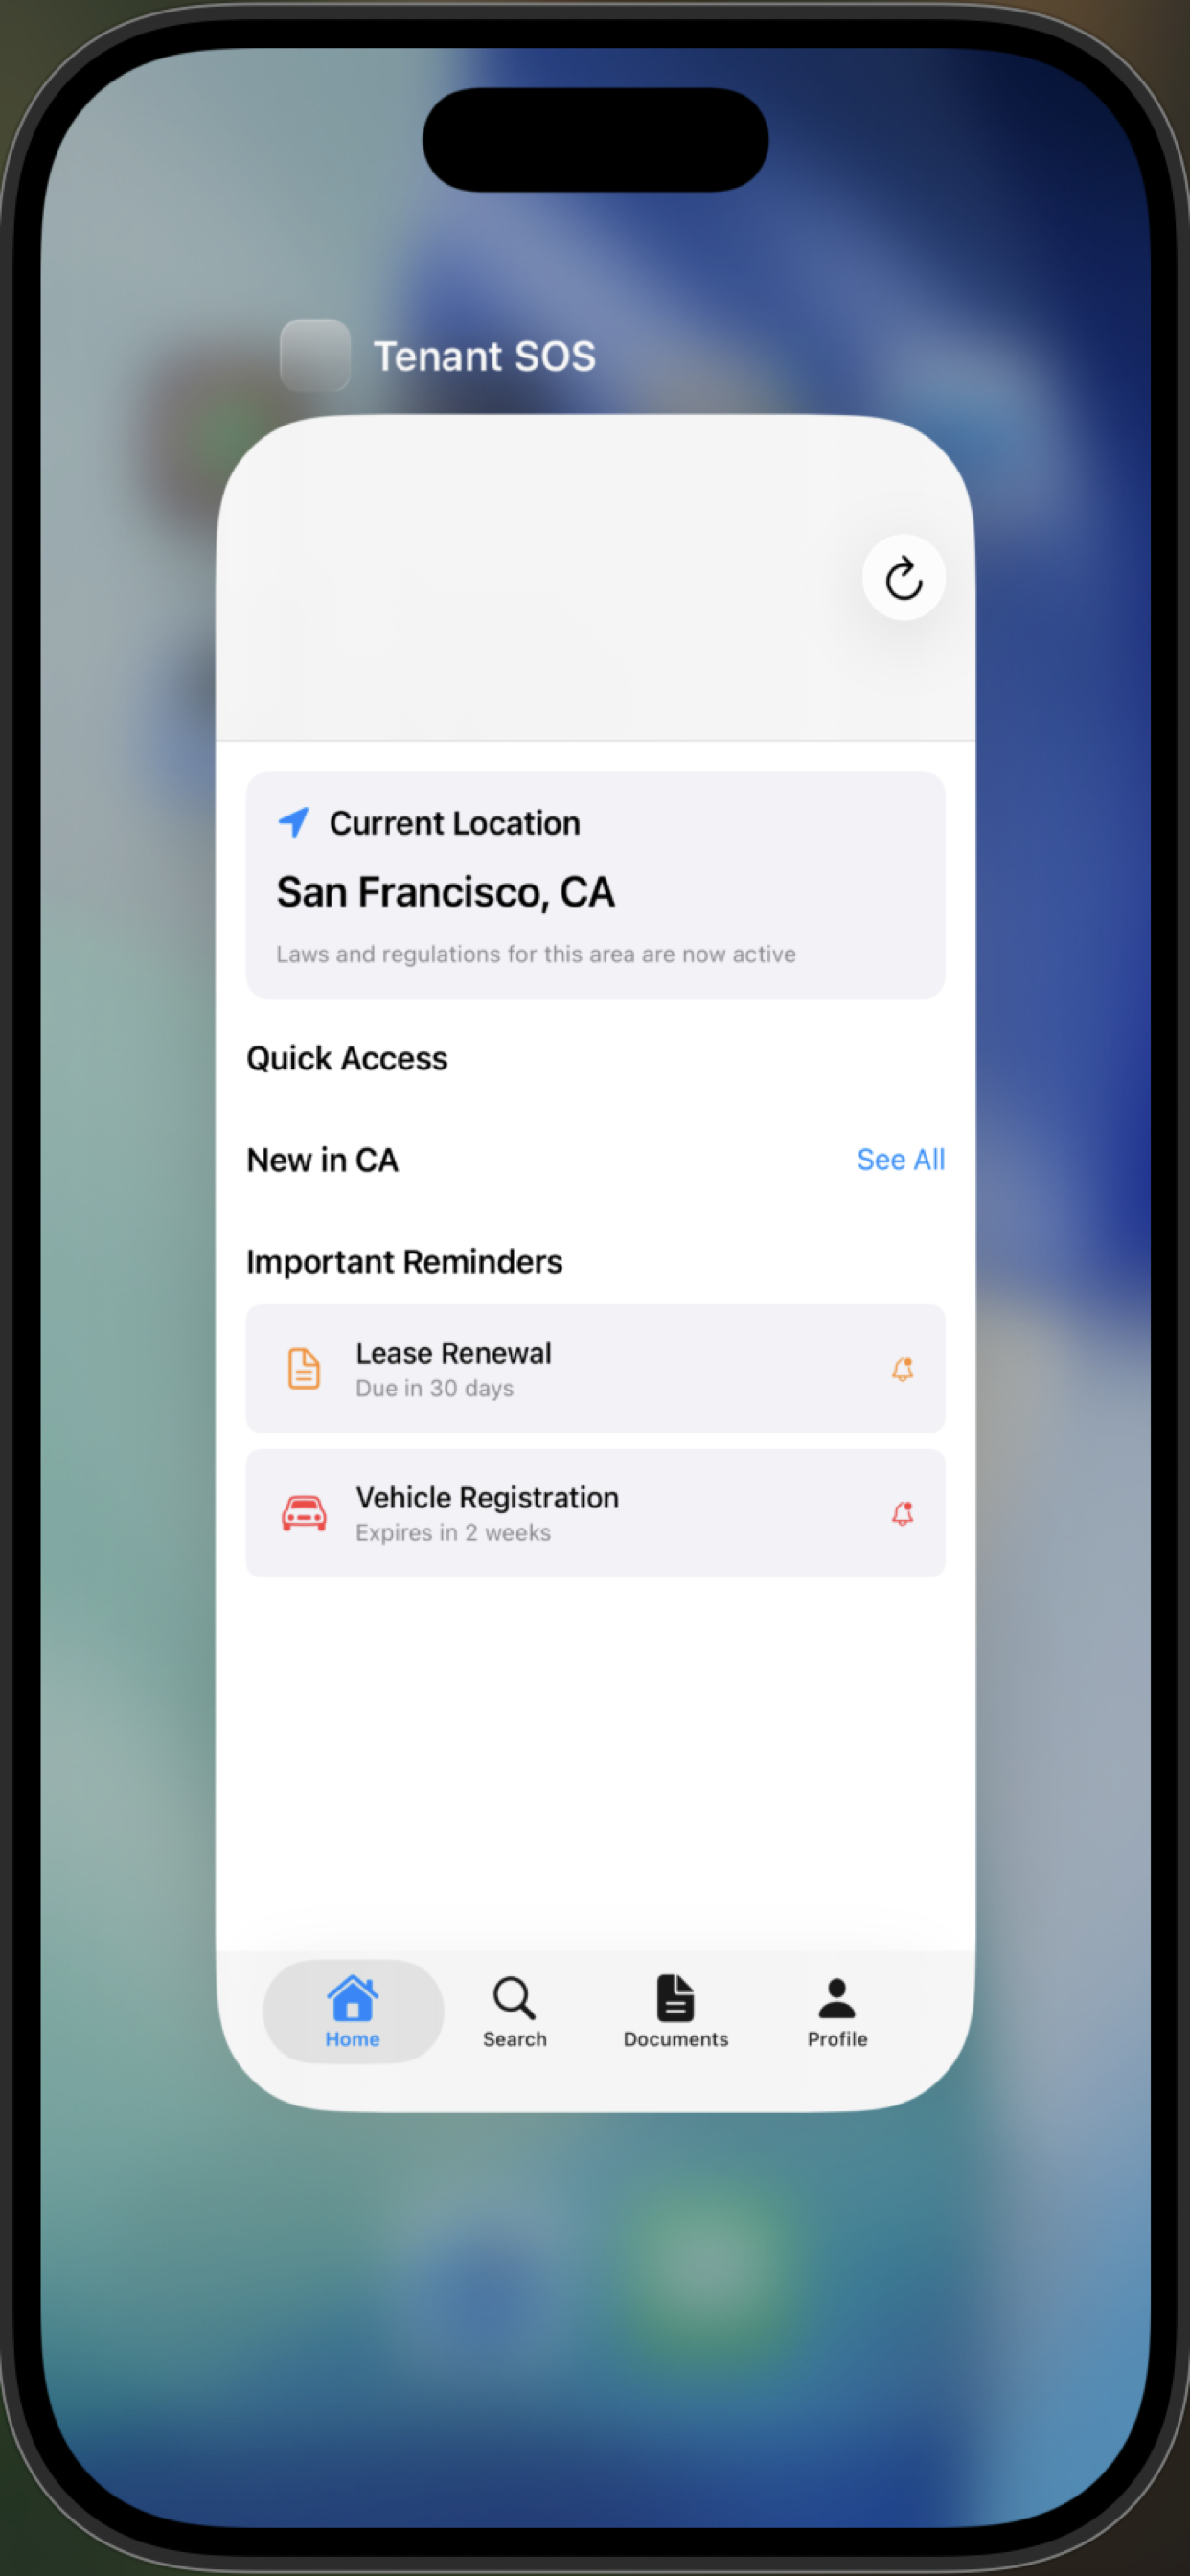 Tenant SOS
Current Location
San Francisco, CA
Laws and regulations for this area are now active
Quick Access
New in CA
See All
Important Reminders
Lease Renewal
Due in 30 days
Vehicle Registration
Expires in 2 weeks
Home
Search
Documents
Profile